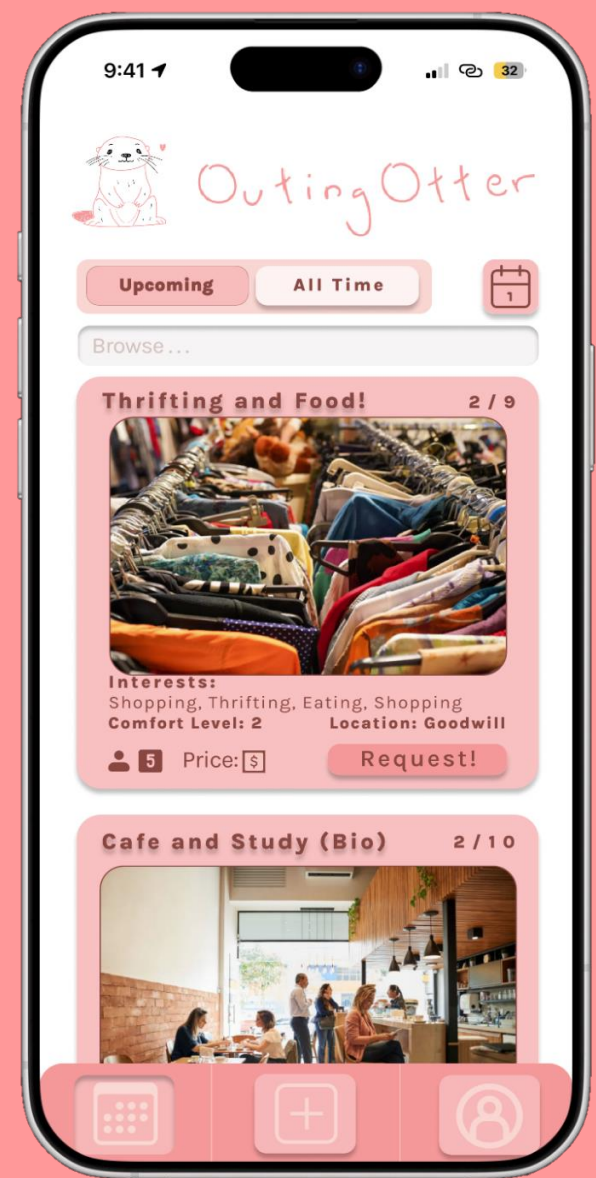 9:41
32
OutingOtter
Upcoming
All Time
1
Browse...
Thrifting and Food!
2/9
Interests:
Shopping, Thrifting, Eating, Shopping
Comfort Level: 2
Location: Goodwill
5
Price: $
Request!
Cafe and Study (Bio)
2/10